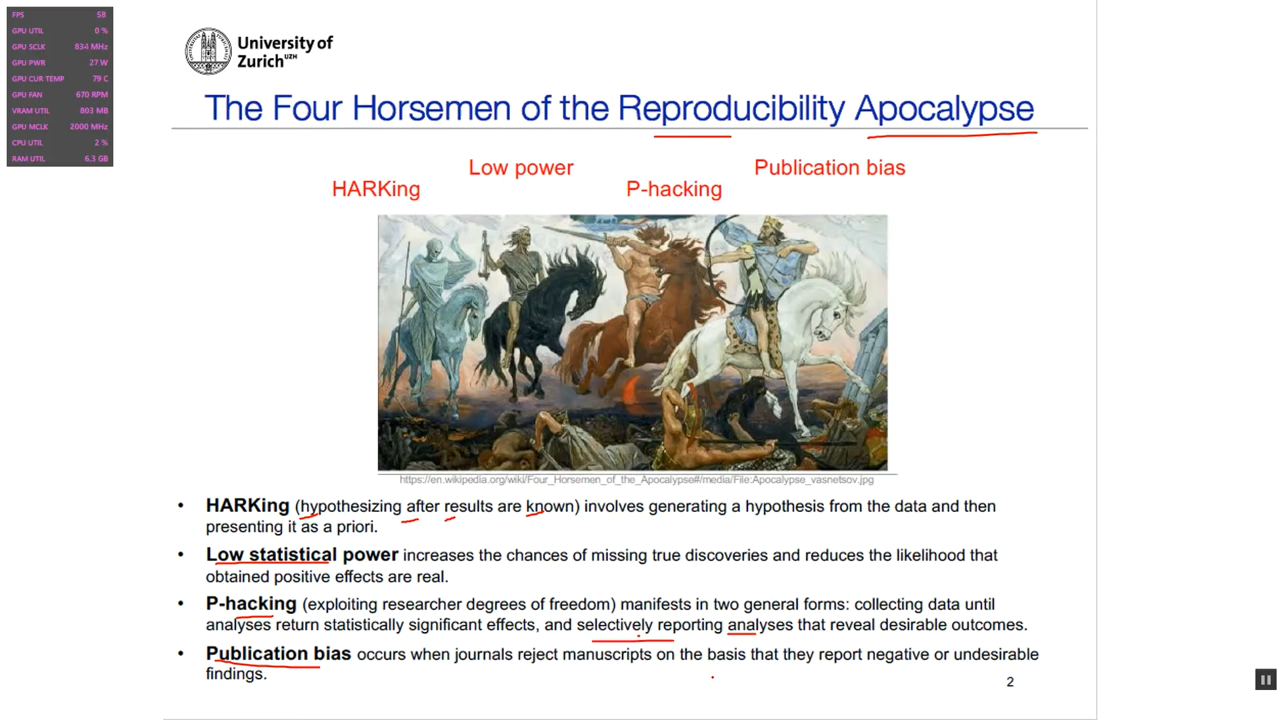 FPS 58
GPU UTIL 0 %
GPU SCLK 834 MHz
GPU PWR 27 W
GPU CUR TEMP 79 C
GPU FAN 670 RPM
VRAM UTIL 803 MB
GPU MCLK 2000 MHz
CPU UTIL 2 %
RAM UTIL 6,3 GB
University of
Zurich UZH
The Four Horsemen of the Reproducibility Apocalypse
HARKing
Low power
P-hacking
Publication bias
https://en.wikipedia.org/wiki/Four_Horsemen_of_the_Apocalypse#/media/File:Apocalypse_vasnetsov.jpg
• HARKing (hypothesizing after results are known) involves generating a hypothesis from the data and then
presenting it as a priori.
• Low statistical power increases the chances of missing true discoveries and reduces the likelihood that
obtained positive effects are real.
• P-hacking (exploiting researcher degrees of freedom) manifests in two general forms: collecting data until
analyses return statistically significant effects, and selectively reporting analyses that reveal desirable outcomes.
• Publication bias occurs when journals reject manuscripts on the basis that they report negative or undesirable
findings.
2